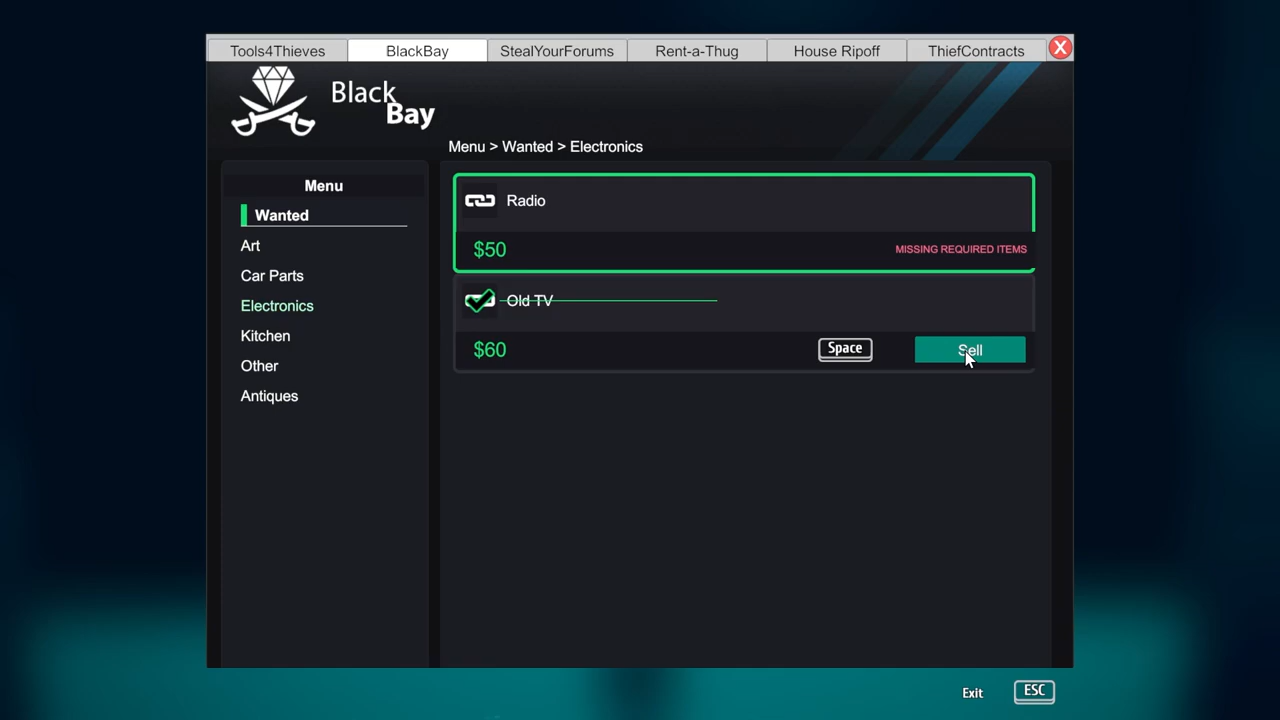 Tools4Thieves BlackBay StealYourForums Rent-a-Thug House Ripoff ThiefContracts X
Black
Bay
Menu > Wanted > Electronics
Menu
Wanted
Art
Car Parts
Electronics
Kitchen
Other
Antiques
Radio
$50 MISSING REQUIRED ITEMS
Old TV
$60 Space Sell
Exit ESC